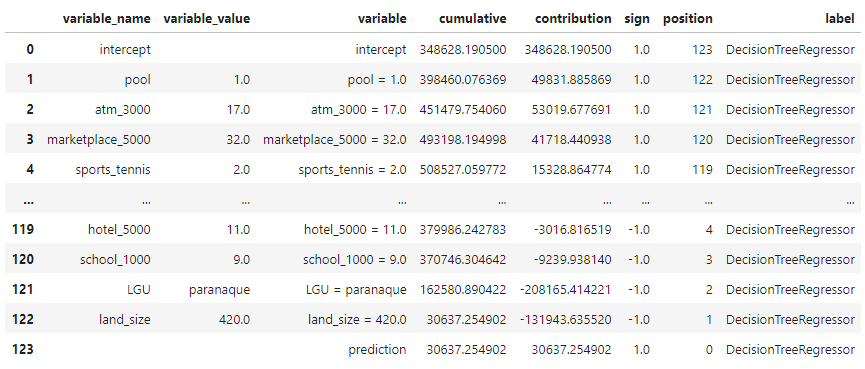 variable_name variable_value variable cumulative contribution sign position label
0 intercept intercept 348628.190500 348628.190500 1.0 123 DecisionTreeRegressor
1 pool 1.0 pool = 1.0 398460.076369 49831.885869 1.0 122 DecisionTreeRegressor
2 atm_3000 17.0 atm_3000 = 17.0 451479.754060 53019.677691 1.0 121 DecisionTreeRegressor
3 marketplace_5000 32.0 marketplace_5000 = 32.0 493198.194998 41718.440938 1.0 120 DecisionTreeRegressor
4 sports_tennis 2.0 sports_tennis = 2.0 508527.059772 15328.864774 1.0 119 DecisionTreeRegressor
... ... ... ... ... ... ... ... ...
119 hotel_5000 11.0 hotel_5000 = 11.0 379986.242783 -3016.816519 -1.0 4 DecisionTreeRegressor
120 school_1000 9.0 school_1000 = 9.0 370746.304642 -9239.938140 -1.0 3 DecisionTreeRegressor
121 LGU paranaque LGU = paranaque 162580.890422 -208165.414221 -1.0 2 DecisionTreeRegressor
122 land_size 420.0 land_size = 420.0 30637.254902 -131943.635520 -1.0 1 DecisionTreeRegressor
123 prediction 30637.254902 30637.254902 1.0 0 DecisionTreeRegressor